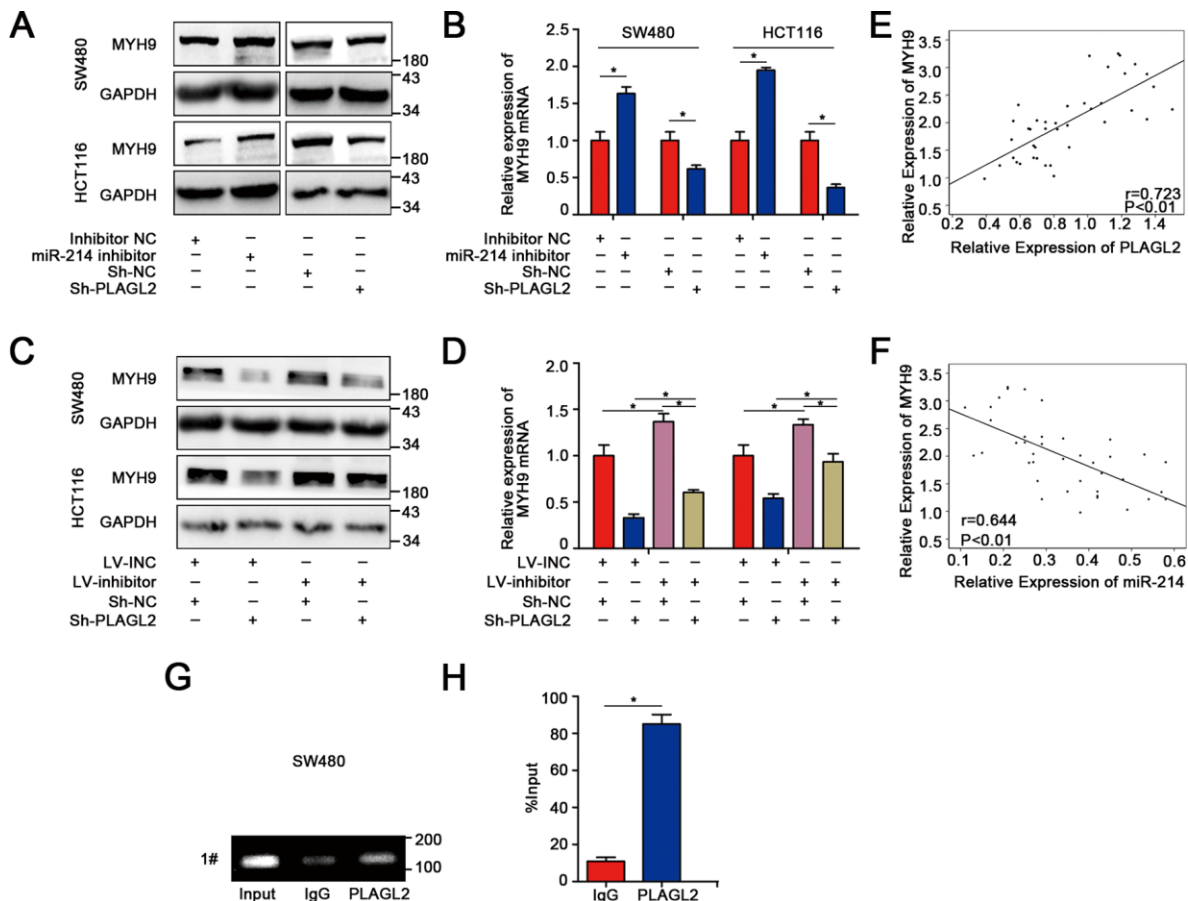 A
SW480
MYH9
180
43
GAPDH
34
HCT116
MYH9
180
43
GAPDH
34
Inhibitor NC + – – –
miR-214 inhibitor – + – –
Sh-NC – – + –
Sh-PLAGL2 – – – +
B
Relative expression of
MYH9 mRNA
2.5
2.0
1.5
1.0
0.5
0.0
SW480 HCT116
* * * *
Inhibitor NC + – – – + – – –
miR-214 inhibitor – + – – – + – –
Sh-NC – – + – – – + –
Sh-PLAGL2 – – – + – – – +
E
Relative Expression of MYH9
3.5
3.0
2.5
2.0
1.5
1.0
0.5
r=0.723
P<0.01
0.2 0.4 0.6 0.8 1.0 1.2 1.4
Relative Expression of PLAGL2
C
SW480
MYH9
180
43
GAPDH
34
HCT116
MYH9
180
43
GAPDH
34
LV-INC + + – –
LV-inhibitor – – + +
Sh-NC + – + –
Sh-PLAGL2 – + – +
D
Relative expression of
MYH9 mRNA
2.0
1.5
1.0
0.5
0.0
* *
* * * *
LV-INC + + – – + + – –
LV-inhibitor – – + + – – + +
Sh-NC + – + – + – + –
Sh-PLAGL2 – + – + – + – +
F
Relative Expression of MYH9
3.5
3.0
2.5
2.0
1.5
1.0
0.5
r=0.644
P<0.01
0.1 0.2 0.3 0.4 0.5 0.6
Relative Expression of miR-214
G
SW480
1#
200
100
Input IgG PLAGL2
H
%Input
100
80
60
40
20
0
*
IgG PLAGL2